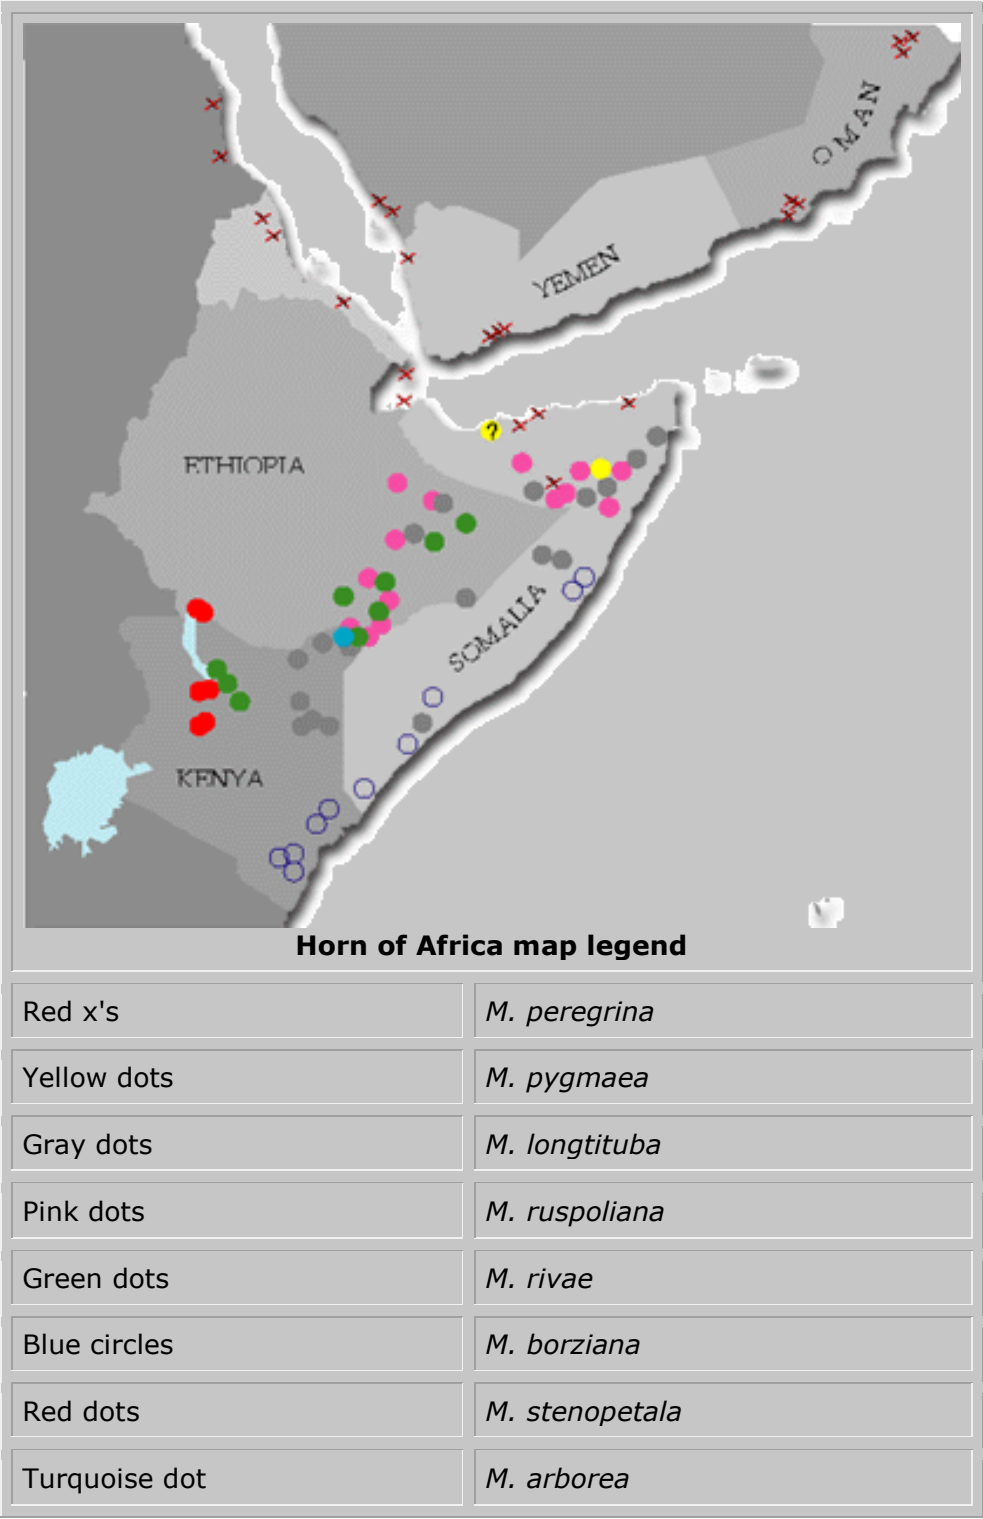 OMAN
YEMEN
?
ETHIOPIA
SOMALIA
KENYA
Horn of Africa map legend
Red x's M. peregrina
Yellow dots M. pygmaea
Gray dots M. longtituba
Pink dots M. ruspoliana
Green dots M. rivae
Blue circles M. borziana
Red dots M. stenopetala
Turquoise dot M. arborea